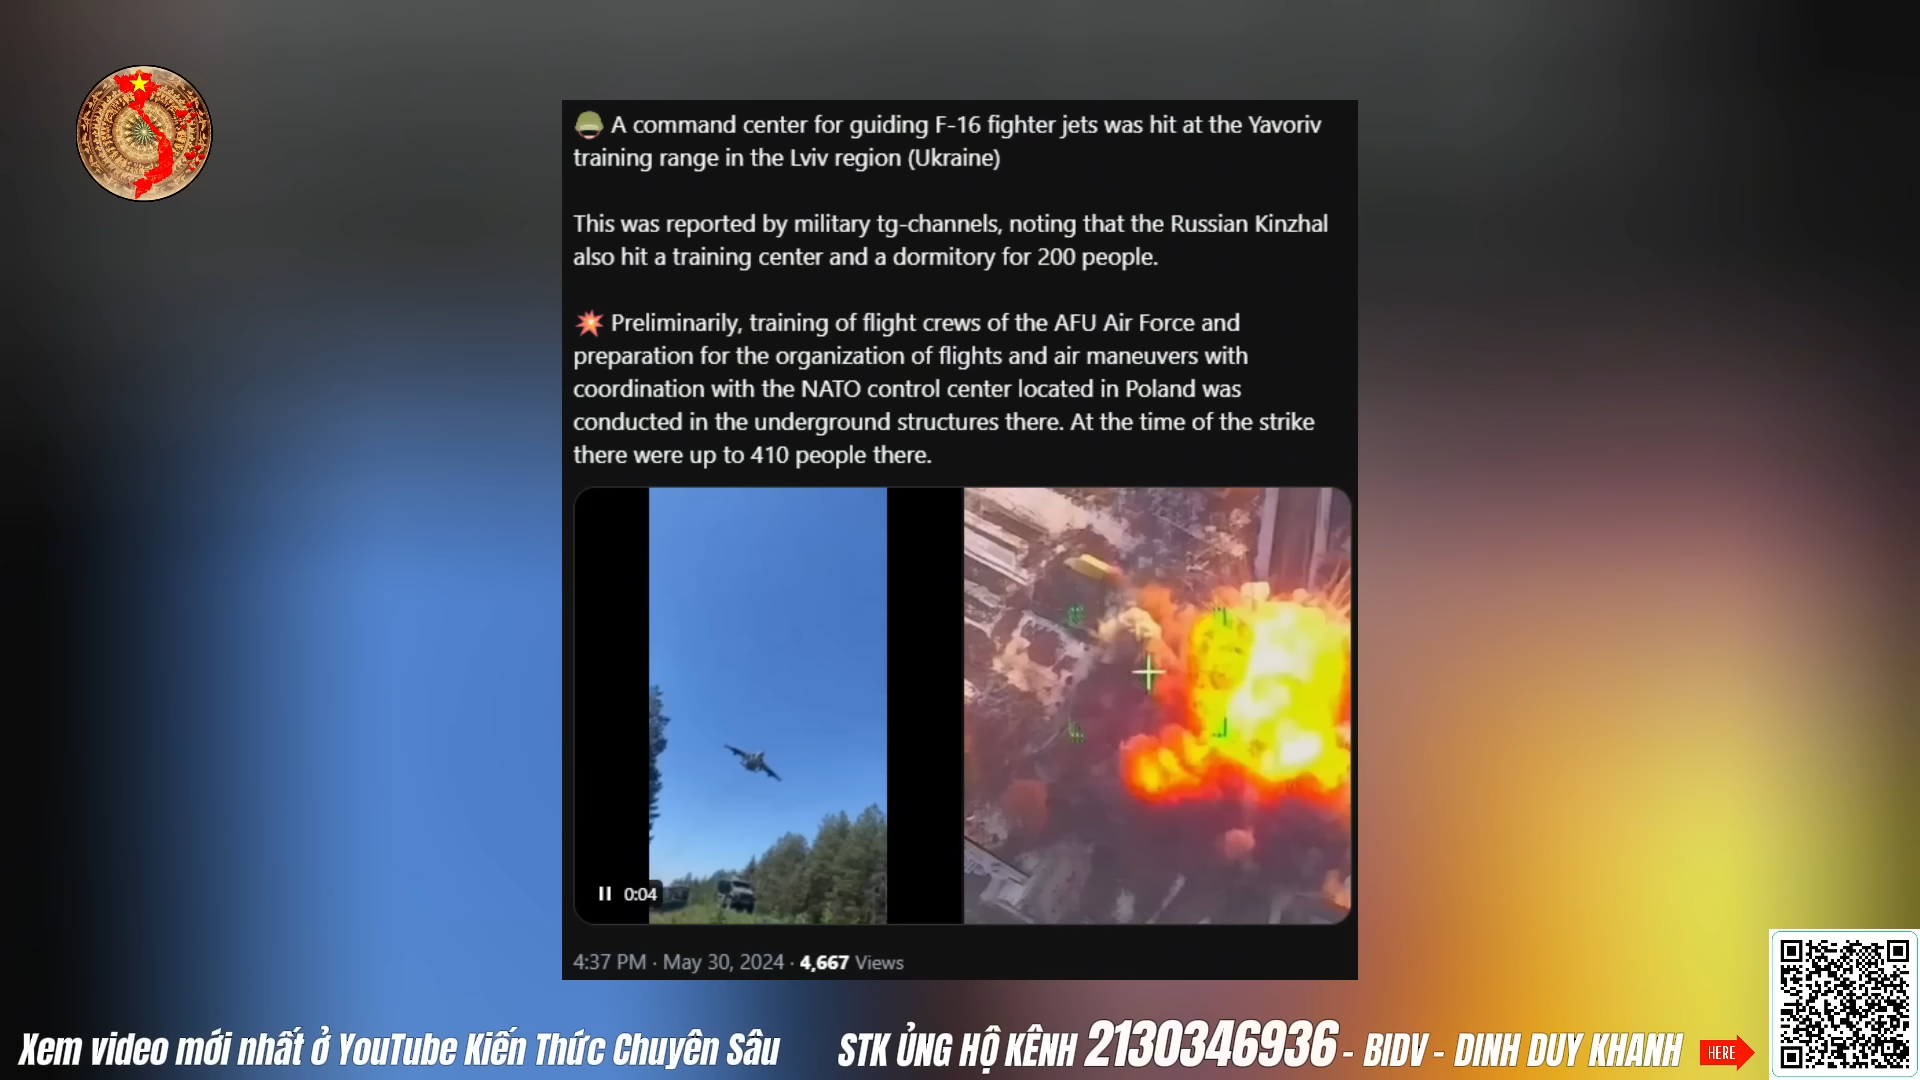 A command center for guiding F-16 fighter jets was hit at the Yavoriv
training range in the Lviv region (Ukraine)
This was reported by military tg-channels, noting that the Russian Kinzhal
also hit a training center and a dormitory for 200 people.
Preliminarily, training of flight crews of the AFU Air Force and
preparation for the organization of flights and air maneuvers with
coordination with the NATO control center located in Poland was
conducted in the underground structures there. At the time of the strike
there were up to 410 people there.
0:04
4:37 PM · May 30, 2024 · 4,667 Views
Xem video mới nhất ở YouTube Kiến Thức Chuyên Sâu
STK ỦNG HỘ KÊNH 2130346936 - BIDV - DINH DUY KHANH
HERE